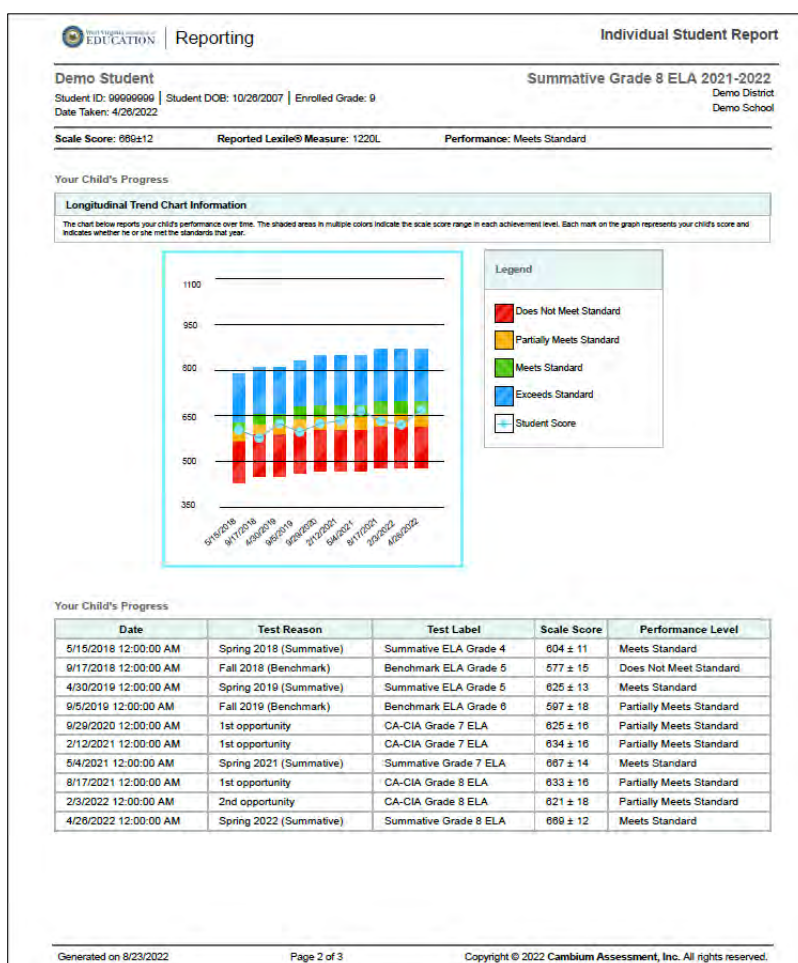 West Virginia DEPARTMENT OF
EDUCATION Reporting
Individual Student Report
Demo Student
Summative Grade 8 ELA 2021-2022
Student ID: 99999999 | Student DOB: 10/26/2007 | Enrolled Grade: 9
Demo District
Date Taken: 4/26/2022
Demo School
Scale Score: 669±12 Reported Lexile® Measure: 1220L Performance: Meets Standard
Your Child's Progress
Longitudinal Trend Chart Information
The chart below reports your child's performance over time. The shaded areas in multiple colors indicate the scale score range in each achievement level. Each mark on the graph represents your child's score and
indicates whether he or she met the standards that year.
1100
950
800
650
500
350
5/15/2018
9/17/2018
4/30/2019
9/5/2019
9/29/2020
2/12/2021
5/4/2021
8/17/2021
2/3/2022
4/26/2022
Legend
Does Not Meet Standard
Partially Meets Standard
Meets Standard
Exceeds Standard
Student Score
Your Child's Progress
Date Test Reason Test Label Scale Score Performance Level
5/15/2018 12:00:00 AM Spring 2018 (Summative) Summative ELA Grade 4 604 ± 11 Meets Standard
9/17/2018 12:00:00 AM Fall 2018 (Benchmark) Benchmark ELA Grade 5 577 ± 15 Does Not Meet Standard
4/30/2019 12:00:00 AM Spring 2019 (Summative) Summative ELA Grade 5 625 ± 13 Meets Standard
9/5/2019 12:00:00 AM Fall 2019 (Benchmark) Benchmark ELA Grade 6 597 ± 18 Partially Meets Standard
9/29/2020 12:00:00 AM 1st opportunity CA-CIA Grade 7 ELA 625 ± 16 Partially Meets Standard
2/12/2021 12:00:00 AM 1st opportunity CA-CIA Grade 7 ELA 634 ± 16 Partially Meets Standard
5/4/2021 12:00:00 AM Spring 2021 (Summative) Summative Grade 7 ELA 667 ± 14 Meets Standard
8/17/2021 12:00:00 AM 1st opportunity CA-CIA Grade 8 ELA 633 ± 16 Partially Meets Standard
2/3/2022 12:00:00 AM 2nd opportunity CA-CIA Grade 8 ELA 621 ± 18 Partially Meets Standard
4/26/2022 12:00:00 AM Spring 2022 (Summative) Summative Grade 8 ELA 669 ± 12 Meets Standard
Generated on 8/23/2022 Page 2 of 3 Copyright © 2022 Cambium Assessment, Inc. All rights reserved.